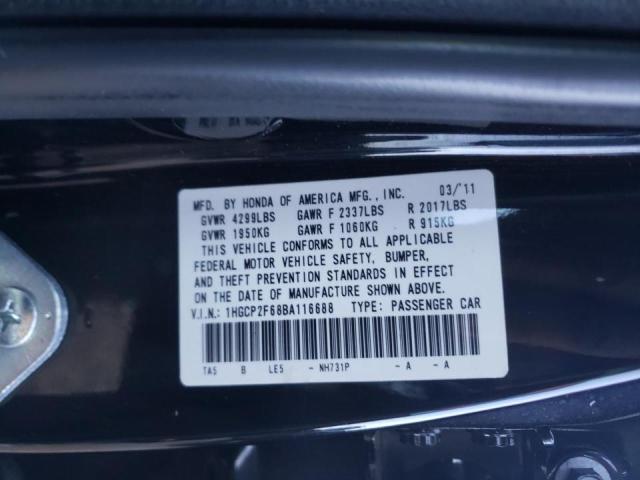 MFD. BY HONDA OF AMERICA MFG., INC. 03/'11
GVWR 4299LBS GAWR F 2337LBS R 2017LBS
GVWR 1950KG GAWR F 1060KG R 915KG
THIS VEHICLE CONFORMS TO ALL APPLICABLE
FEDERAL MOTOR VEHICLE SAFETY, BUMPER,
AND THEFT PREVENTION STANDARDS IN EFFECT
ON THE DATE OF MANUFACTURE SHOWN ABOVE.
V.I.N.: 1HGCP2F68BA116688 TYPE: PASSENGER CAR
TA5 B LE5 - NH731P - A - A